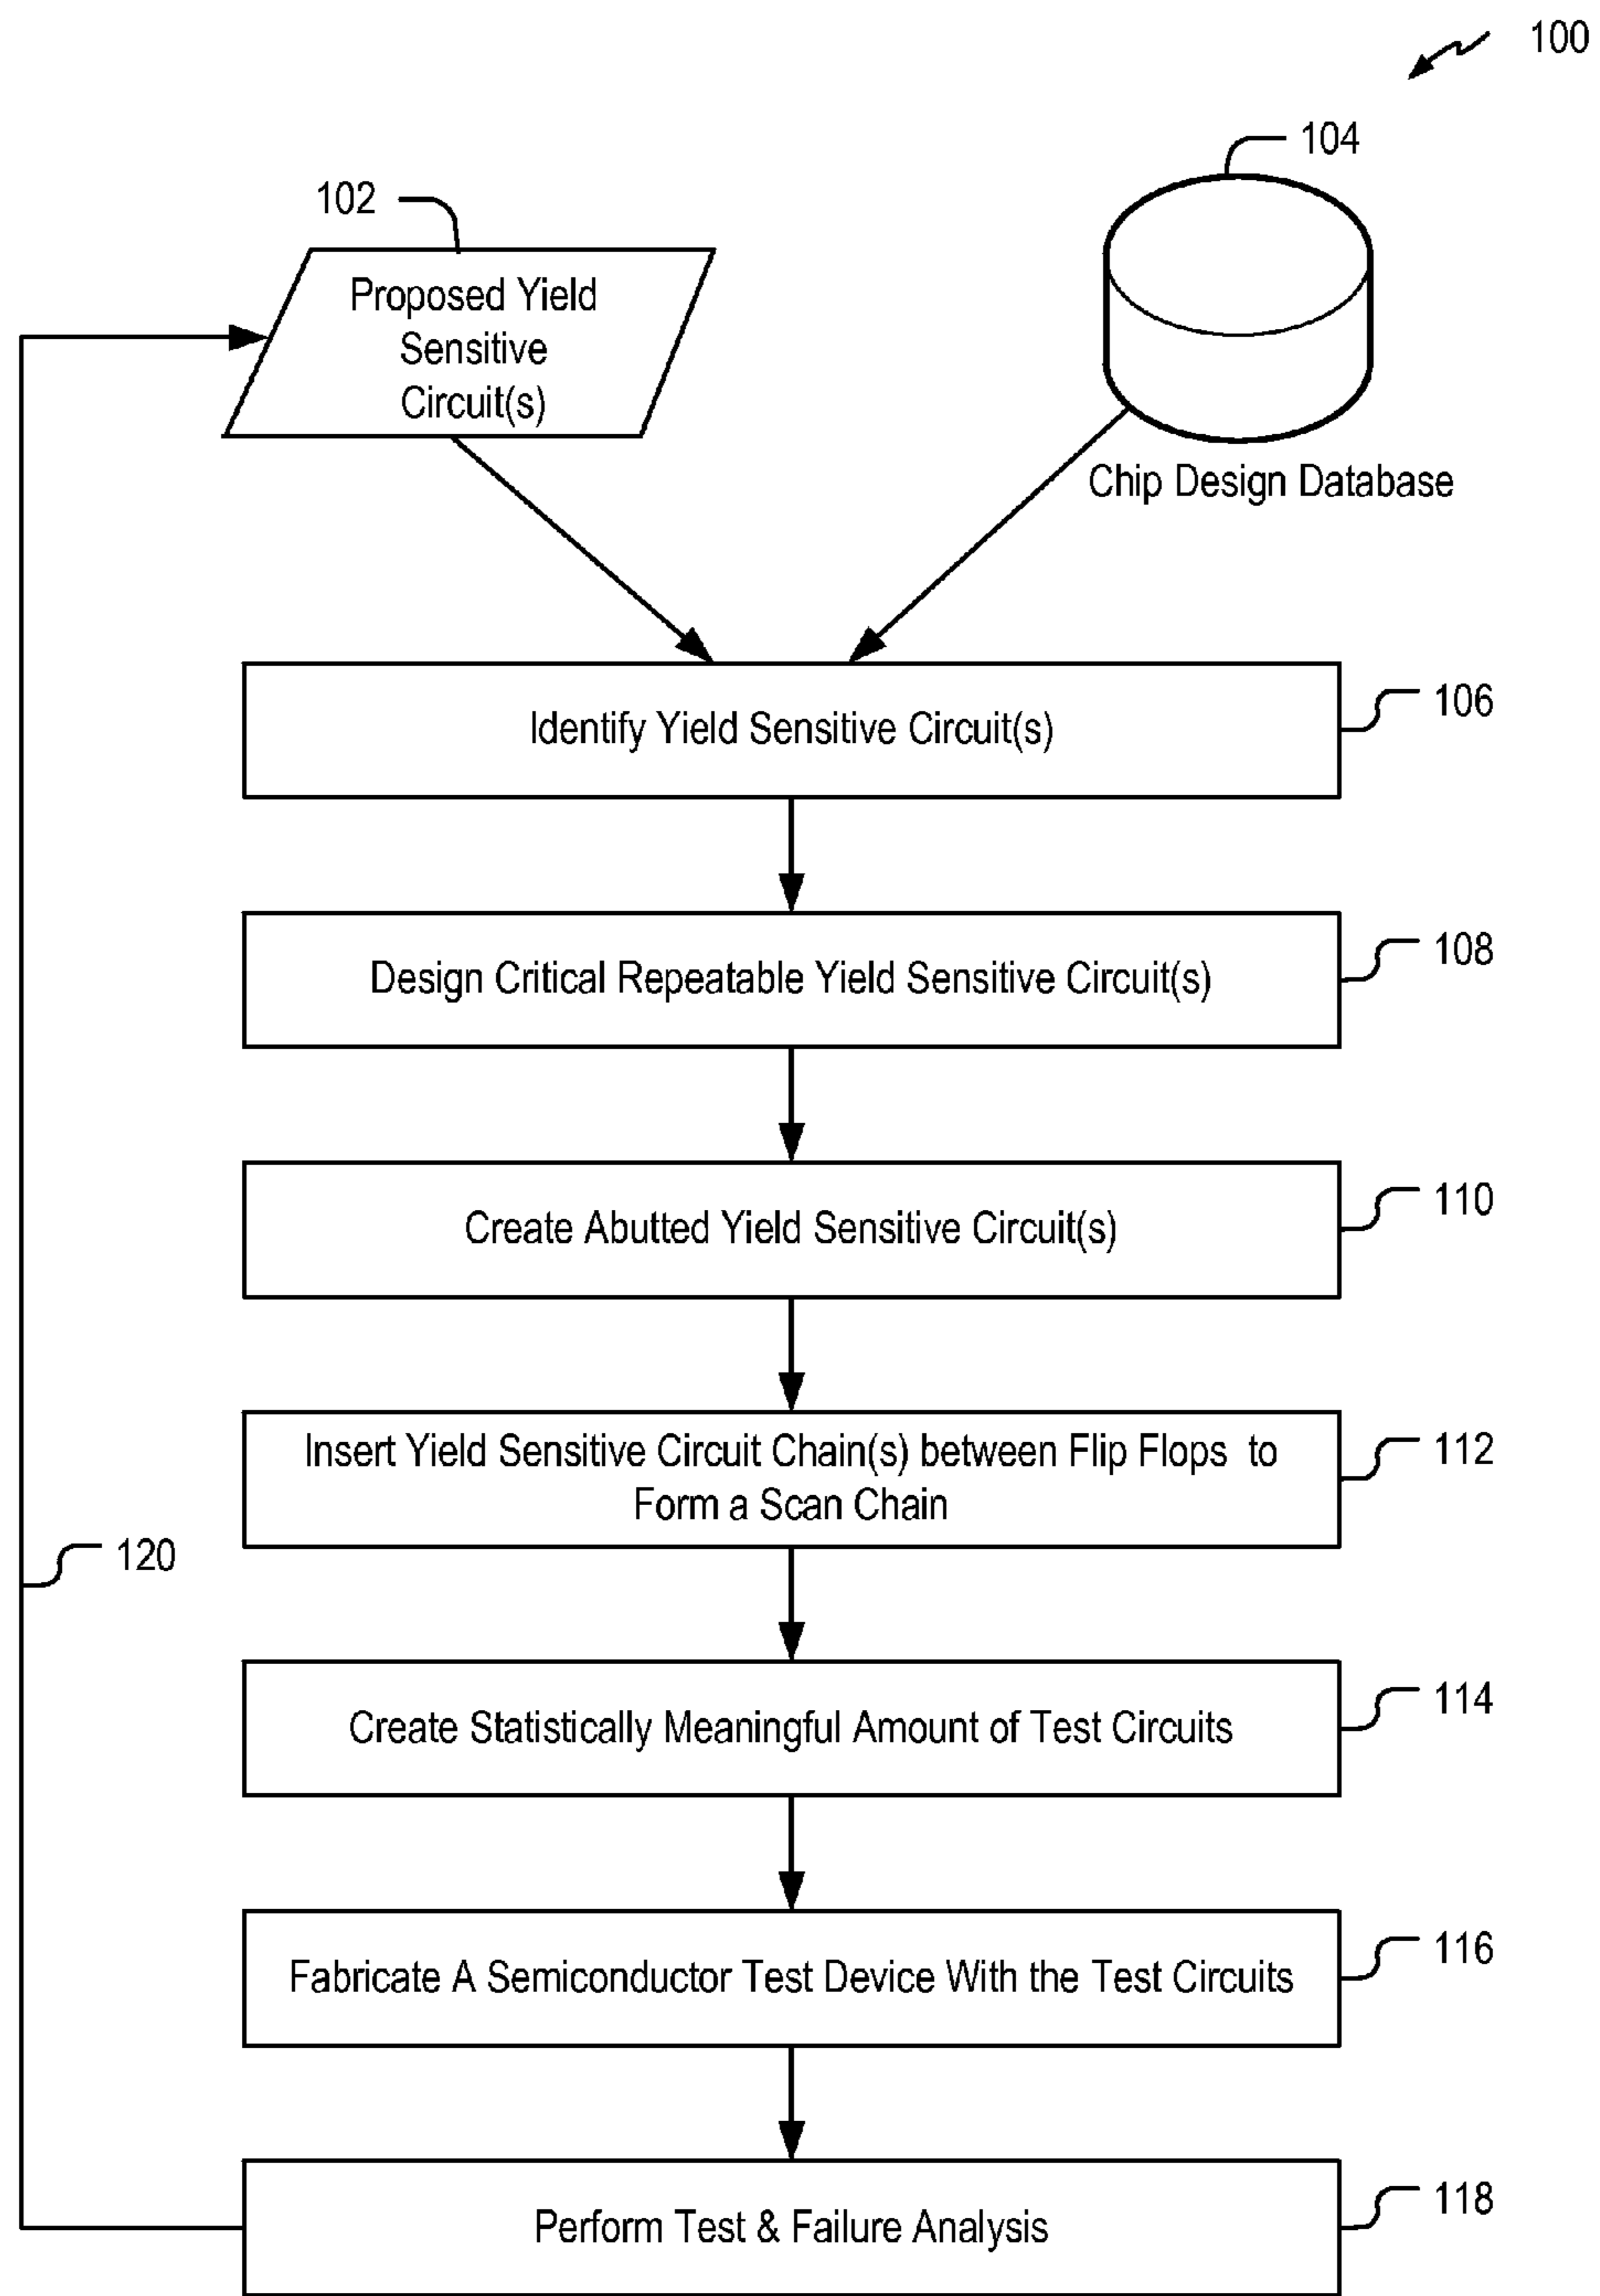 100
104
102
Proposed Yield
Sensitive
Circuit(s)
Chip Design Database
Identify Yield Sensitive Circuit(s)
106
Design Critical Repeatable Yield Sensitive Circuit(s)
108
Create Abutted Yield Sensitive Circuit(s)
110
Insert Yield Sensitive Circuit Chain(s) between Flip Flops to
Form a Scan Chain
112
120
Create Statistically Meaningful Amount of Test Circuits
114
Fabricate A Semiconductor Test Device With the Test Circuits
116
Perform Test & Failure Analysis
118